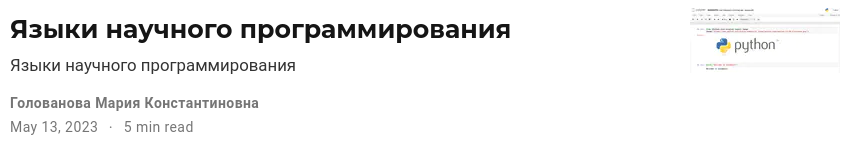 Языки научного программирования
Языки научного программирования
Голованова Мария Константиновна
May 13, 2023 · 5 min read
python